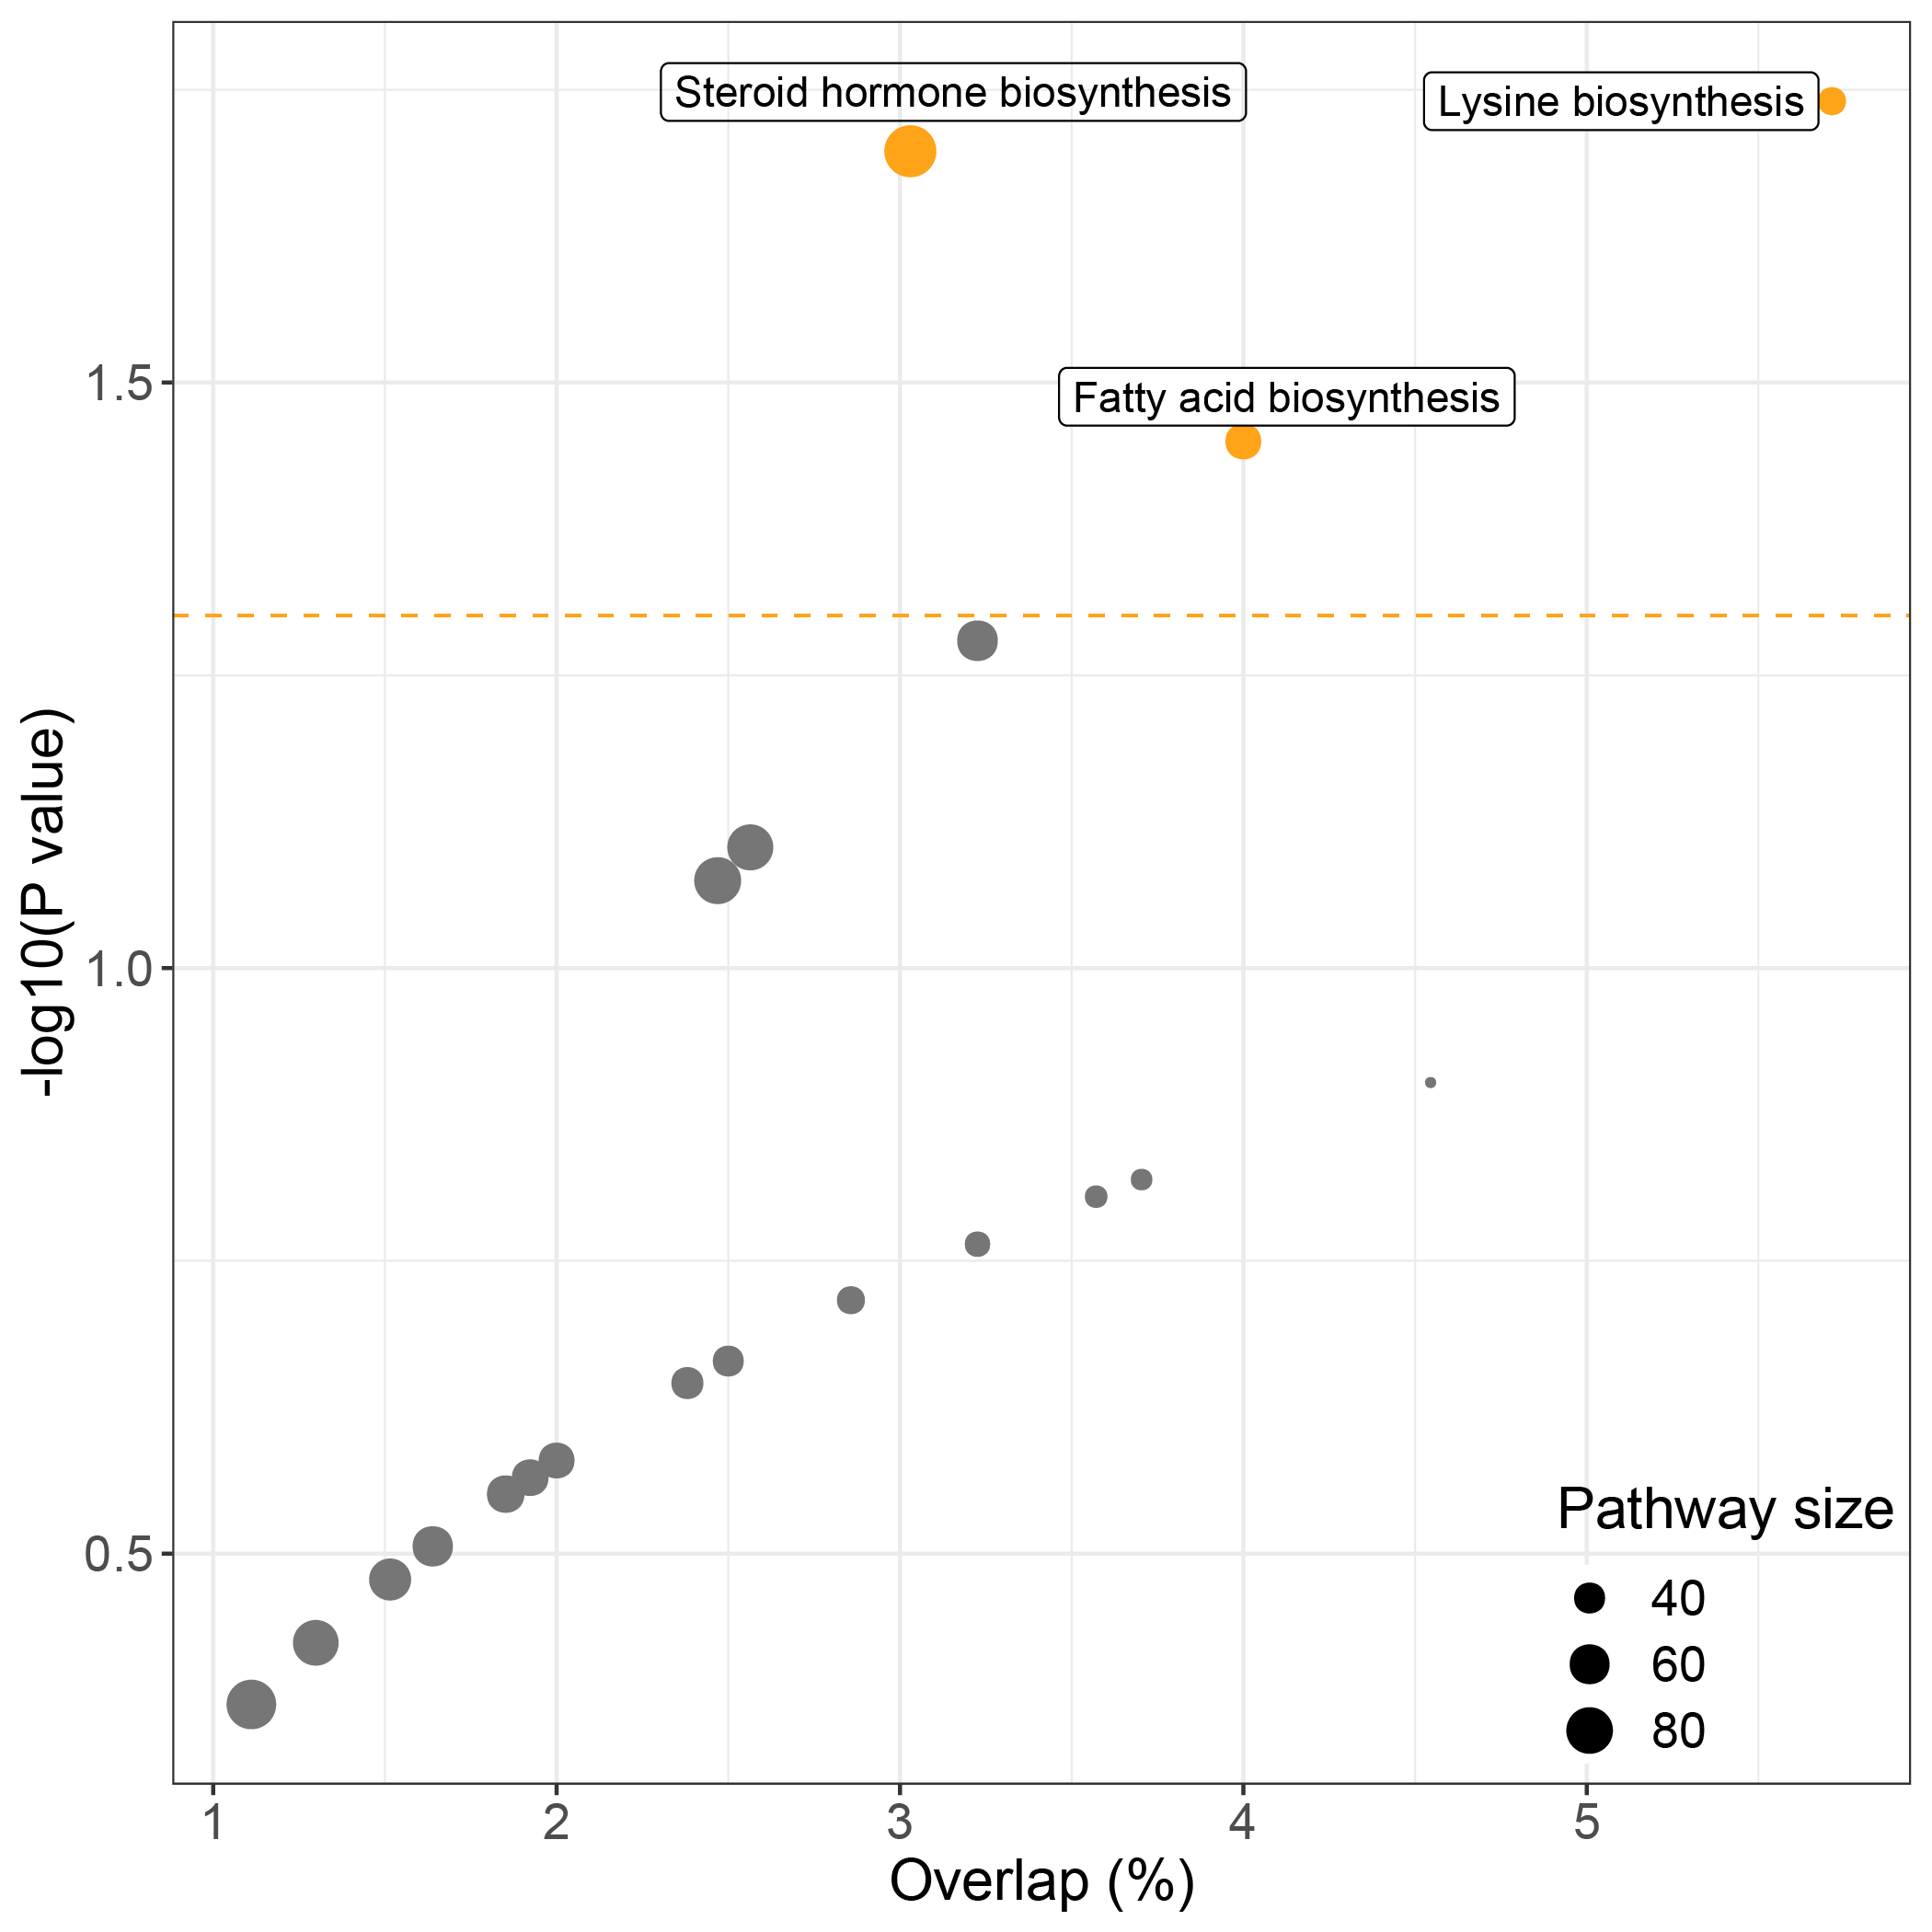 Steroid hormone biosynthesis
Lysine biosynthesis
1.5
Fatty acid biosynthesis
-log10(P value)
1.0
0.5
Pathway size
40
60
80
1
2
3
4
5
Overlap (%)